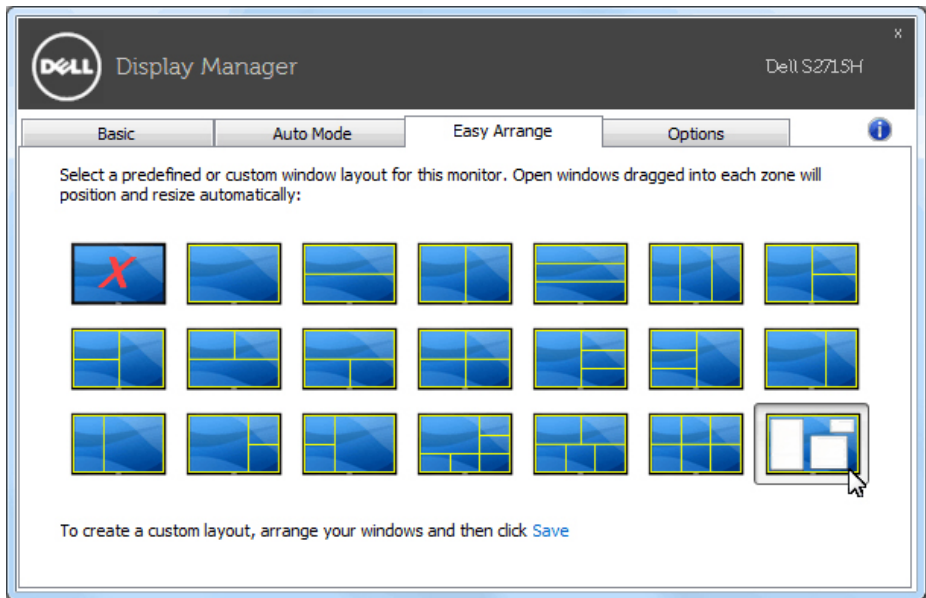 DELL Display Manager
x
Dell S2715H
Basic Auto Mode Easy Arrange Options
Select a predefined or custom window layout for this monitor. Open windows dragged into each zone will
position and resize automatically:
X
To create a custom layout, arrange your windows and then click Save